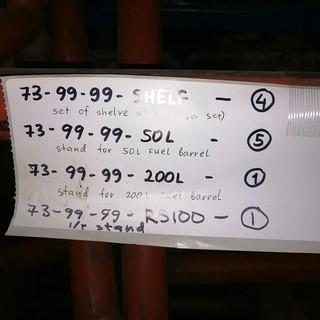 73-99-99-SHELF - 4
set of shelve set)
73-99-99-50L - 5
stand for 50L fuel barrel
73-99-99-200L - 1
stand for 200L fuel barrel
73-99-99-RS100 - 1
stand